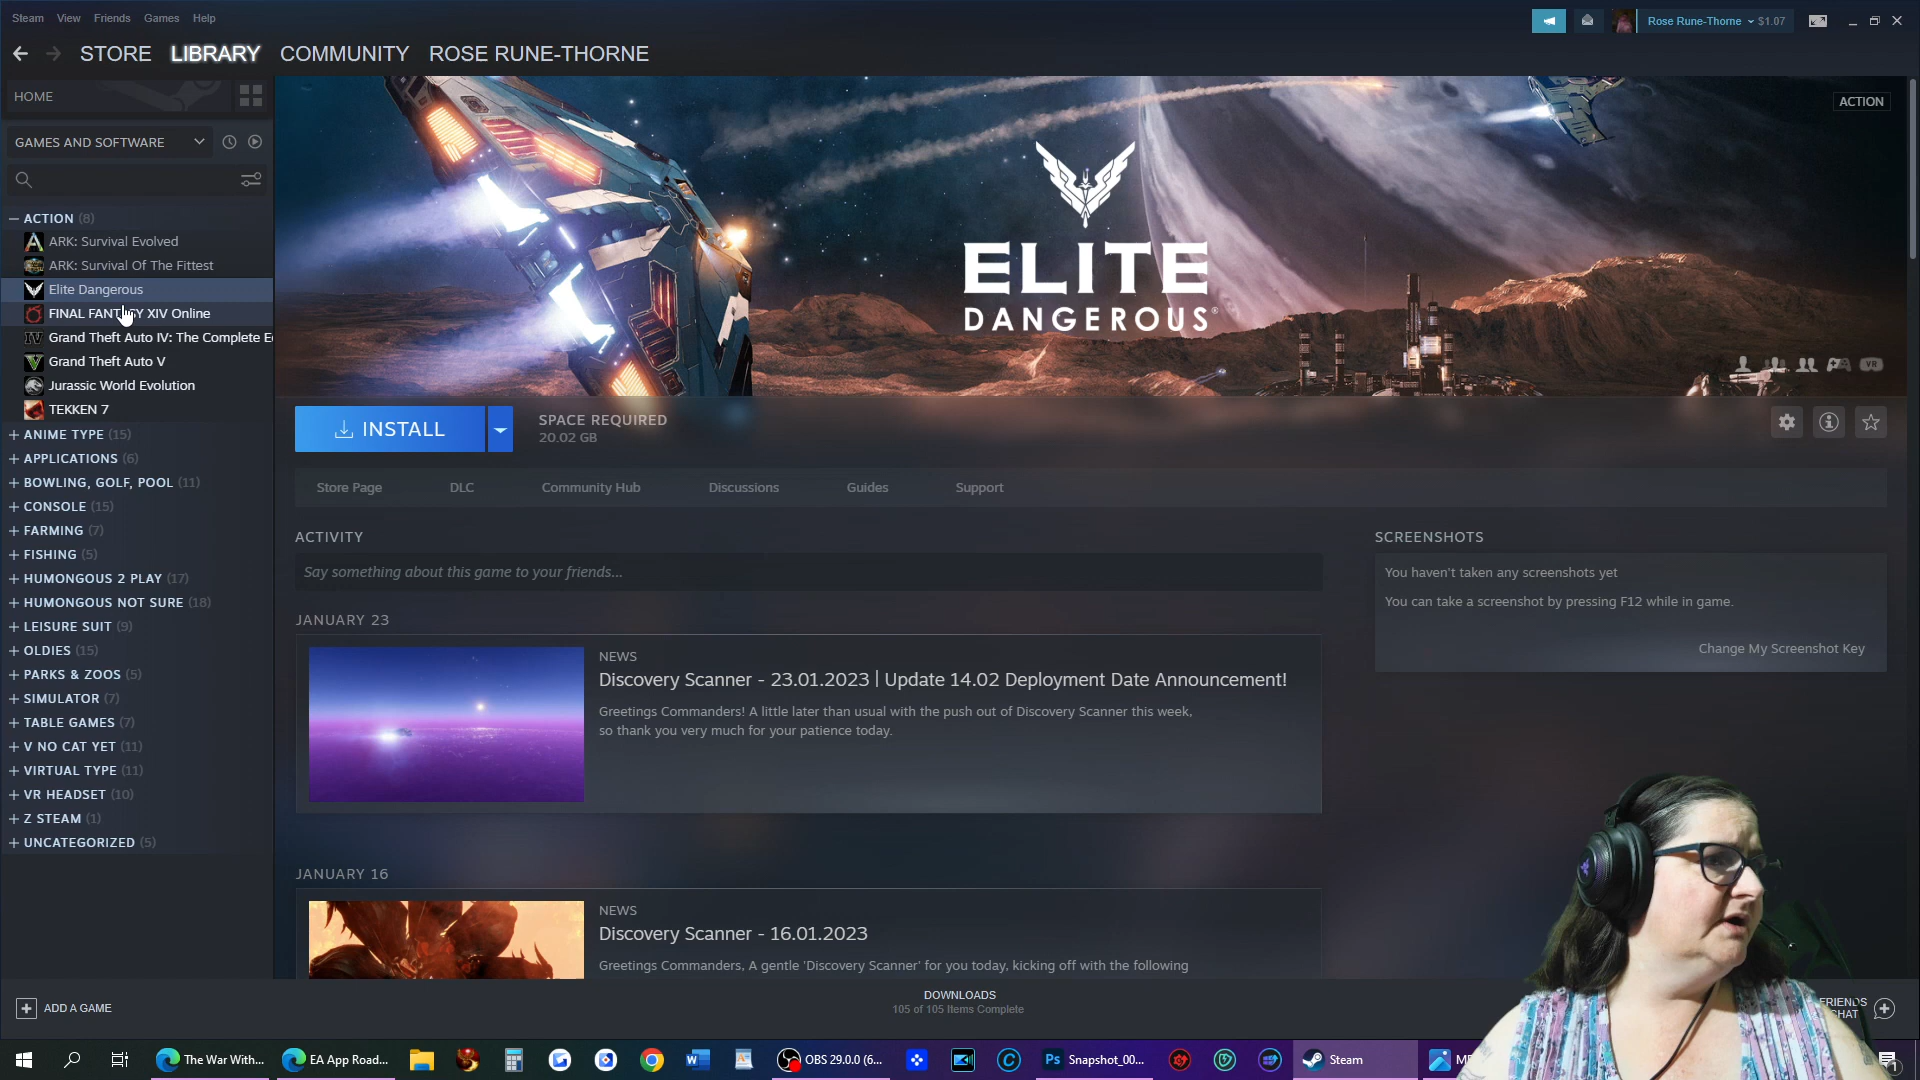 Steam View Friends Games Help
Rose Rune-Thorne $1.07
STORE LIBRARY COMMUNITY ROSE RUNE-THORNE
HOME
ACTION
GAMES AND SOFTWARE
ACTION (8)
ARK: Survival Evolved
ARK: Survival Of The Fittest
Elite Dangerous
FINAL FANTASY XIV Online
Grand Theft Auto IV: The Complete E
Grand Theft Auto V
Jurassic World Evolution
TEKKEN 7
ANIME TYPE (15)
APPLICATIONS (6)
BOWLING, GOLF, POOL (11)
CONSOLE (15)
FARMING (7)
FISHING (5)
HUMONGOUS 2 PLAY (17)
HUMONGOUS NOT SURE (18)
LEISURE SUIT (9)
OLDIES (15)
PARKS & ZOOS (5)
SIMULATOR (7)
TABLE GAMES (7)
V NO CAT YET (11)
VIRTUAL TYPE (11)
VR HEADSET (10)
Z STEAM (1)
UNCATEGORIZED (5)
ELITE
DANGEROUS®
VR
INSTALL
SPACE REQUIRED
20.02 GB
Store Page DLC Community Hub Discussions Guides Support
ACTIVITY
Say something about this game to your friends...
JANUARY 23
NEWS
Discovery Scanner - 23.01.2023 | Update 14.02 Deployment Date Announcement!
Greetings Commanders! A little later than usual with the push out of Discovery Scanner this week,
so thank you very much for your patience today.
JANUARY 16
NEWS
Discovery Scanner - 16.01.2023
Greetings Commanders, A gentle 'Discovery Scanner' for you today, kicking off with the following
SCREENSHOTS
You haven't taken any screenshots yet
You can take a screenshot by pressing F12 while in game.
Change My Screenshot Key
ADD A GAME
DOWNLOADS
105 of 105 Items Complete
FRIENDS
CHAT
The War With... EA App Road... OBS 29.0.0 (6... Ps Snapshot_00... Steam